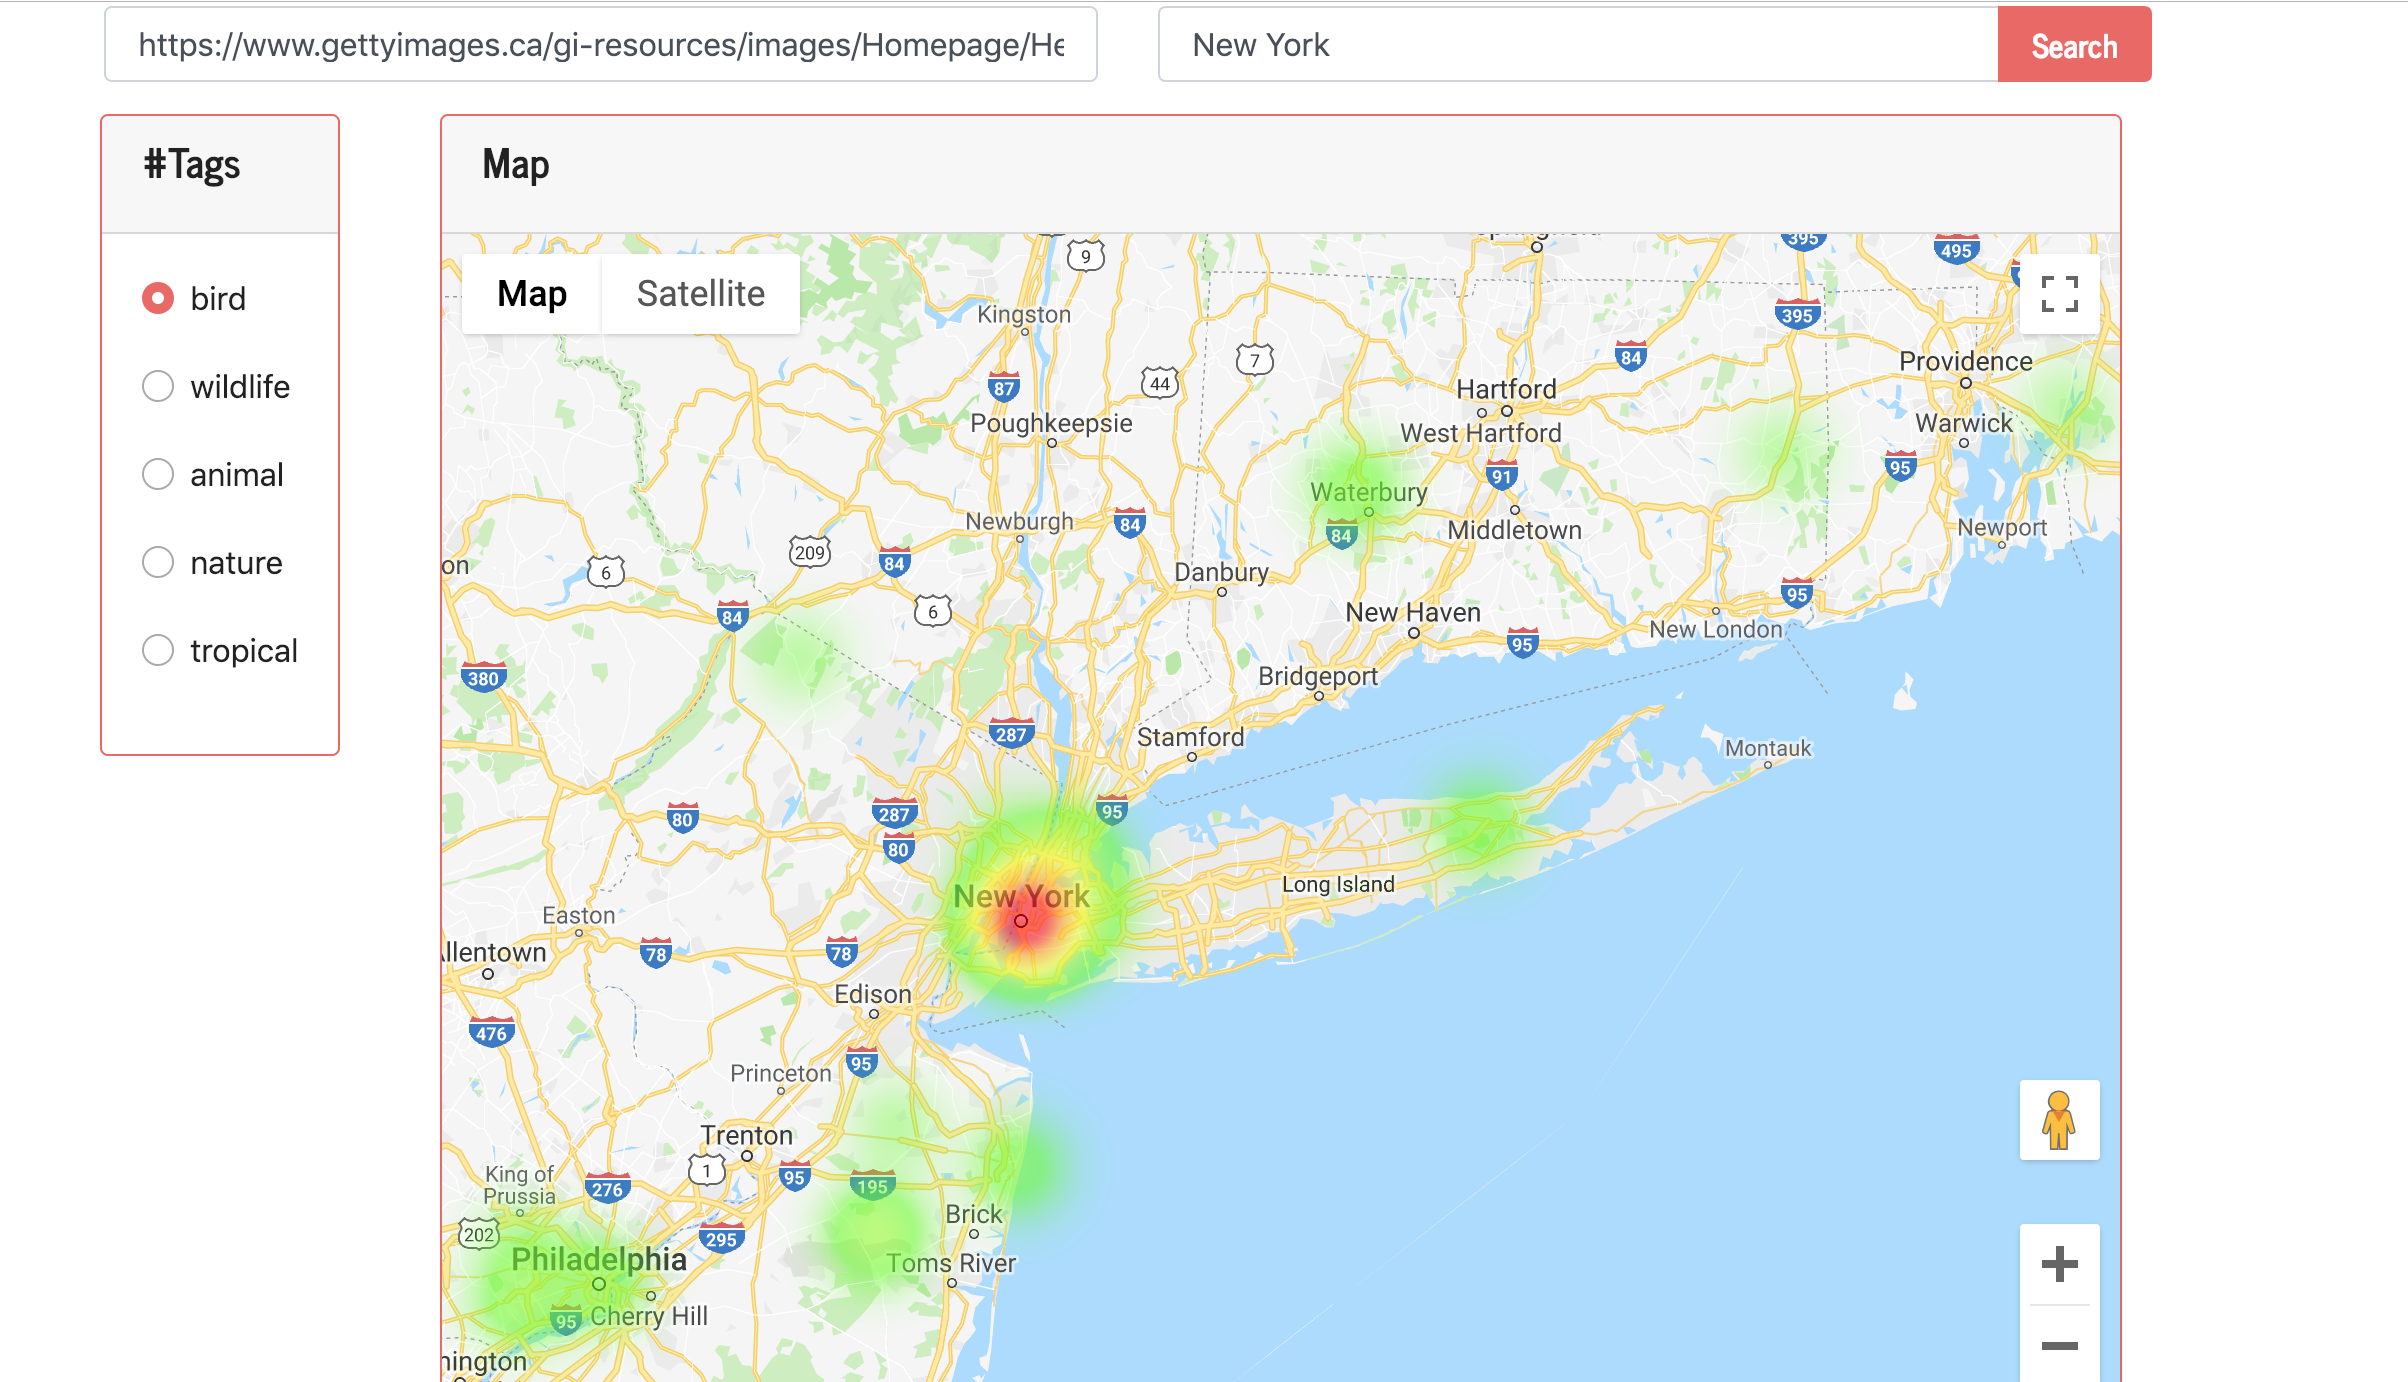 https://www.gettyimages.ca/gi-resources/images/Homepage/He
New York
Search
#Tags
Map
bird
wildlife
animal
nature
tropical
Map
Satellite
9
395
495
Kingston
395
7
84
Providence
87
44
Hartford
Poughkeepsie
West Hartford
Warwick
91
95
Waterbury
84
Newburgh
84
Middletown
Newport
209
84
6
on
Danbury
84
6
95
New Haven
95
New London
380
Bridgeport
287
Stamford
Montauk
287
95
80
80
New York
Long Island
Easton
78
78
llentown
Edison
476
95
Princeton
Trenton
1
95
King of
Prussia
276
195
202
295
Brick
Philadelphia
Toms River
95
Cherry Hill
nington